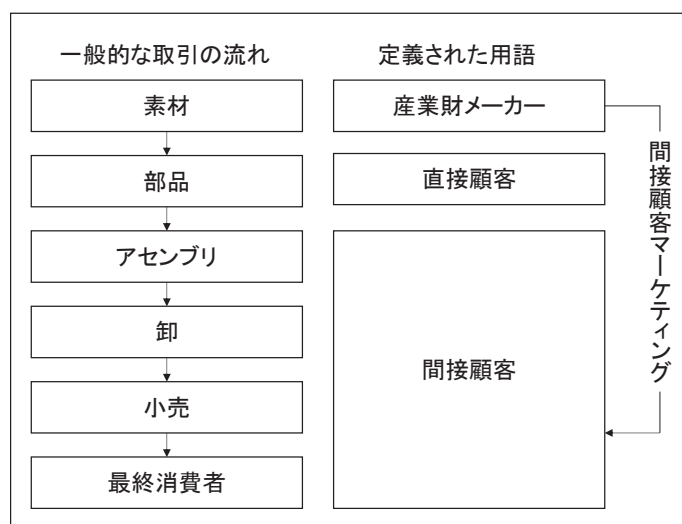 一般的な取引の流れ
素材
部品
アセンブリ
卸
小売
最終消費者
定義された用語
産業財メーカー
直接顧客
間接顧客
間接顧客マーケティング